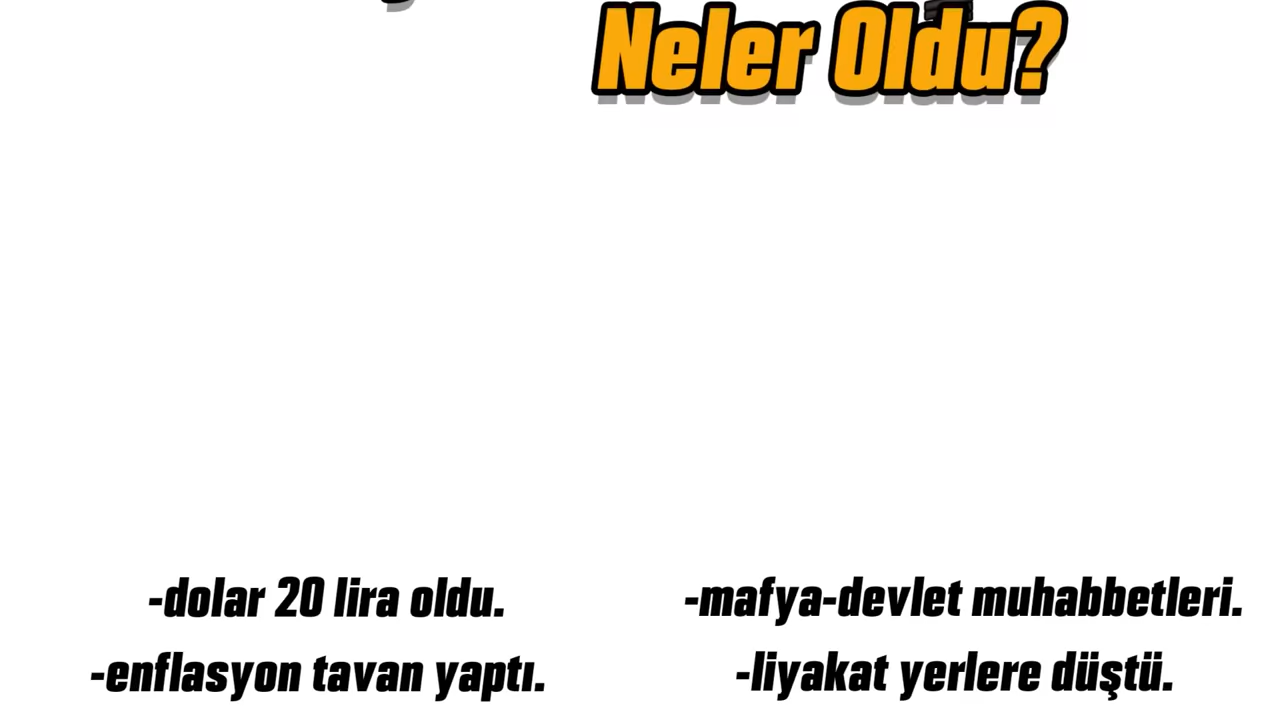 Neler Oldu?
-dolar 20 lira oldu.
-enflasyon tavan yaptı.
-mafya-devlet muhabbetleri.
-liyakat yerlere düştü.